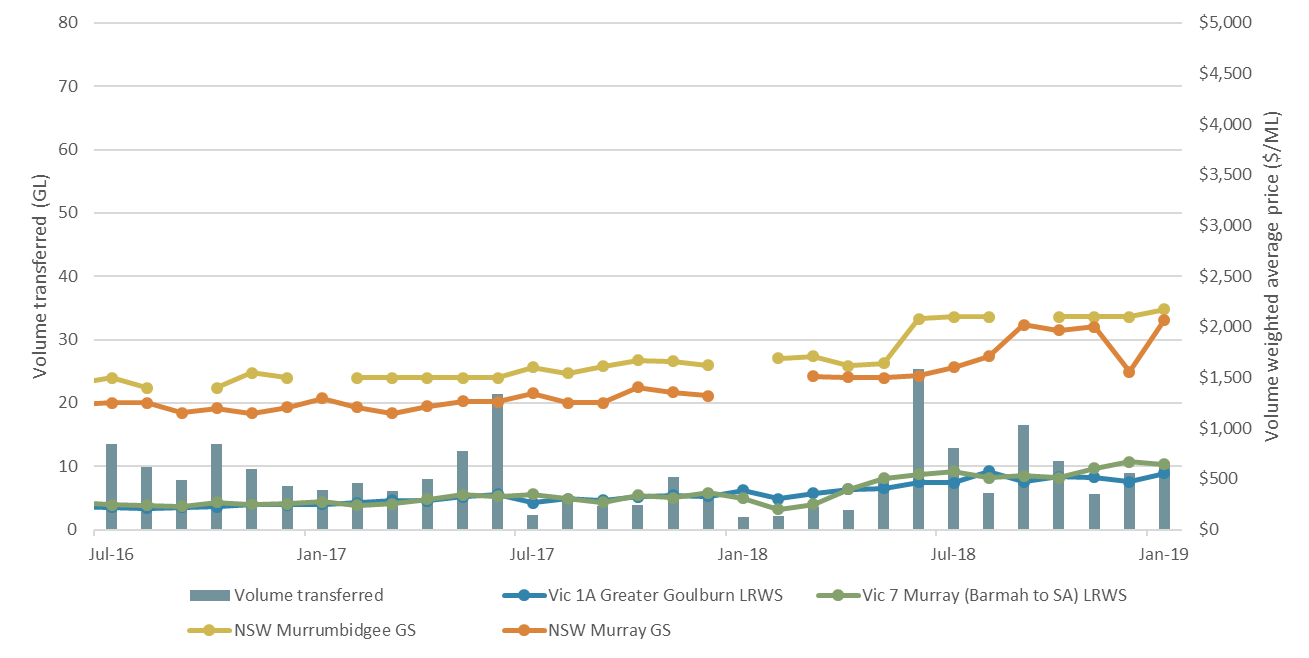 80
70
60
50
40
30
20
10
0
Volume transferred (GL)
$5,000
$4,500
$4,000
$3,500
$3,000
$2,500
$2,000
$1,500
$1,000
$500
$0
Volume weighted average price ($/ML)
Jul-16
Jan-17
Jul-17
Jan-18
Jul-18
Jan-19
Volume transferred
Vic 1A Greater Goulburn LRWS
Vic 7 Murray (Barmah to SA) LRWS
NSW Murrumbidgee GS
NSW Murray GS